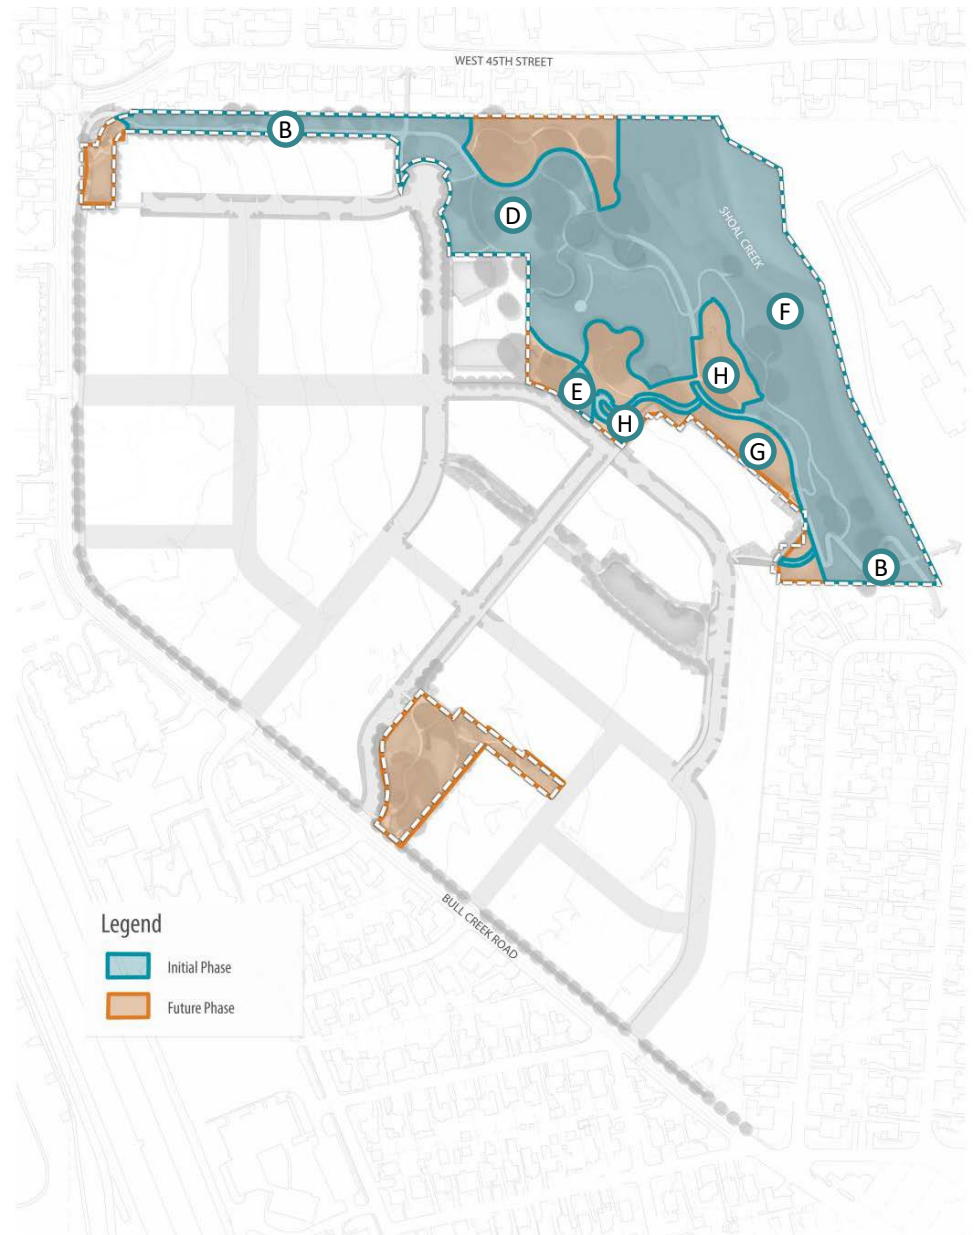 WEST 45TH STREET
B
D
SHOAL CREEK
F
H
E
H
G
B
BULL CREEK ROAD
Legend
Initial Phase
Future Phase